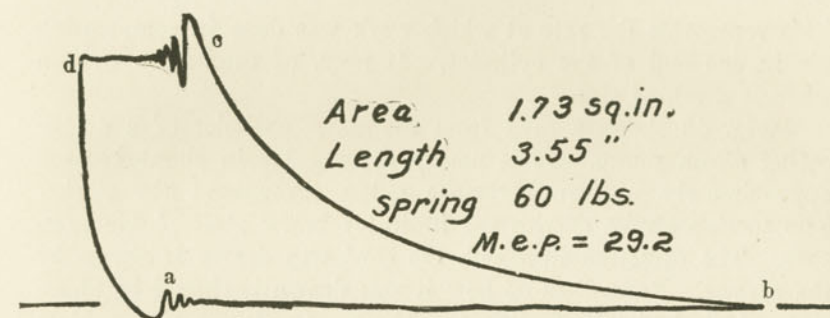 d
c
Area 1.73 sq.in.
Length 3.55 "
spring 60 lbs.
M.e.p. = 29.2
a
b